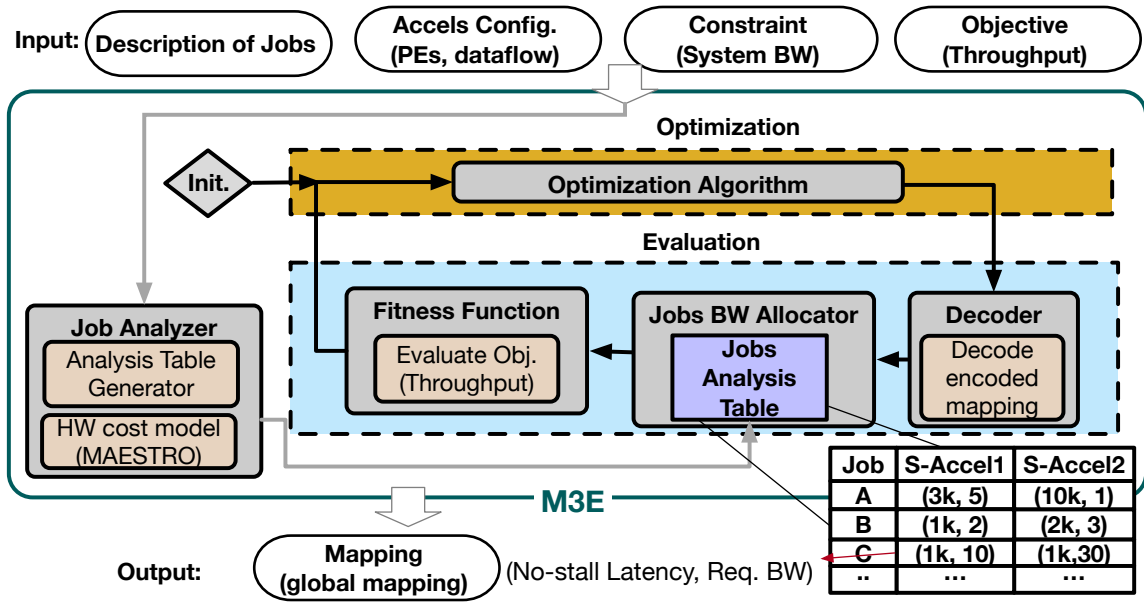 Input:
Description of Jobs
Accels Config.
(PEs, dataflow)
Constraint
(System BW)
Objective
(Throughput)
Optimization
Init.
Optimization Algorithm
Evaluation
Job Analyzer
Analysis Table
Generator
HW cost model
(MAESTRO)
Fitness Function
Evaluate Obj.
(Throughput)
Jobs BW Allocator
Jobs
Analysis
Table
Decoder
Decode
encoded
mapping
M3E
Job S-Accel1 S-Accel2
A (3k, 5) (10k, 1)
B (1k, 2) (2k, 3)
C (1k, 10) (1k,30)
.. ... ...
Output:
Mapping
(global mapping)
(No-stall Latency, Req. BW)